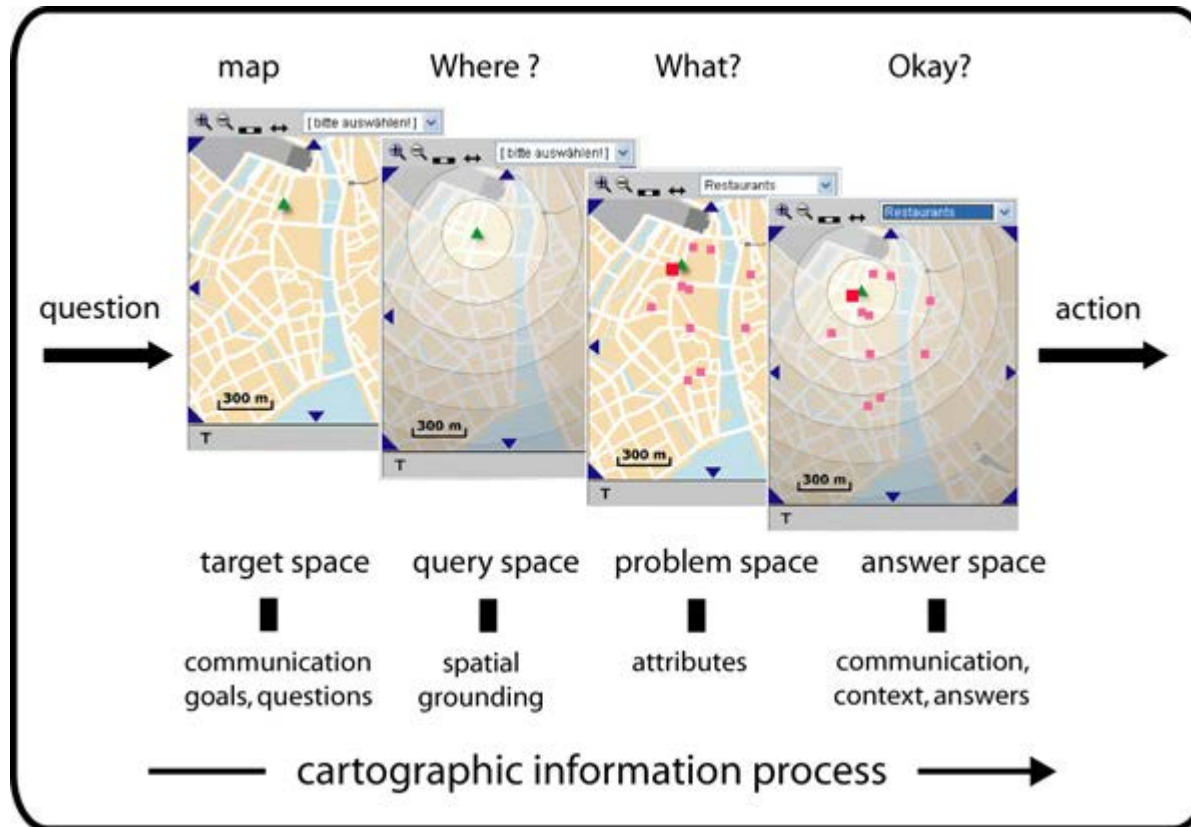 map
Where ?
What?
Okay?
[ bitte auswählen! ]
[ bitte auswählen! ]
Restaurants
Restaurants
question
action
300 m
300 m
300 m
300 m
T
T
T
T
target space
query space
problem space
answer space
communication
goals, questions
spatial
grounding
attributes
communication,
context, answers
cartographic information process